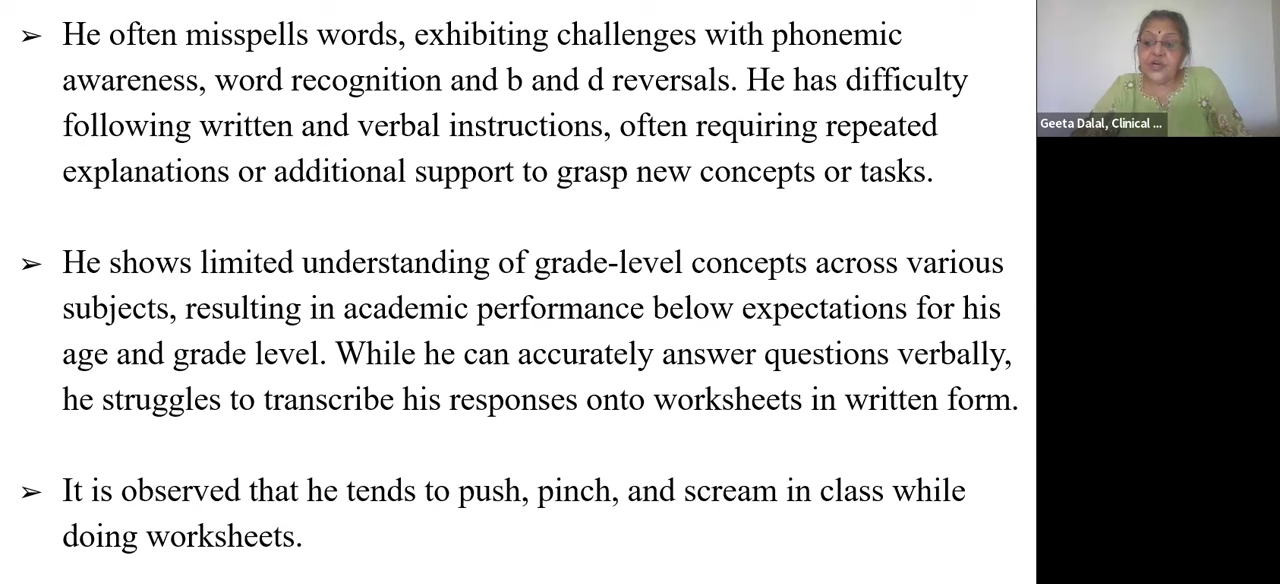 ➢ He often misspells words, exhibiting challenges with phonemic
awareness, word recognition and b and d reversals. He has difficulty
following written and verbal instructions, often requiring repeated
explanations or additional support to grasp new concepts or tasks.
➢ He shows limited understanding of grade-level concepts across various
subjects, resulting in academic performance below expectations for his
age and grade level. While he can accurately answer questions verbally,
he struggles to transcribe his responses onto worksheets in written form.
➢ It is observed that he tends to push, pinch, and scream in class while
doing worksheets.
Geeta Dalal, Clinical ...